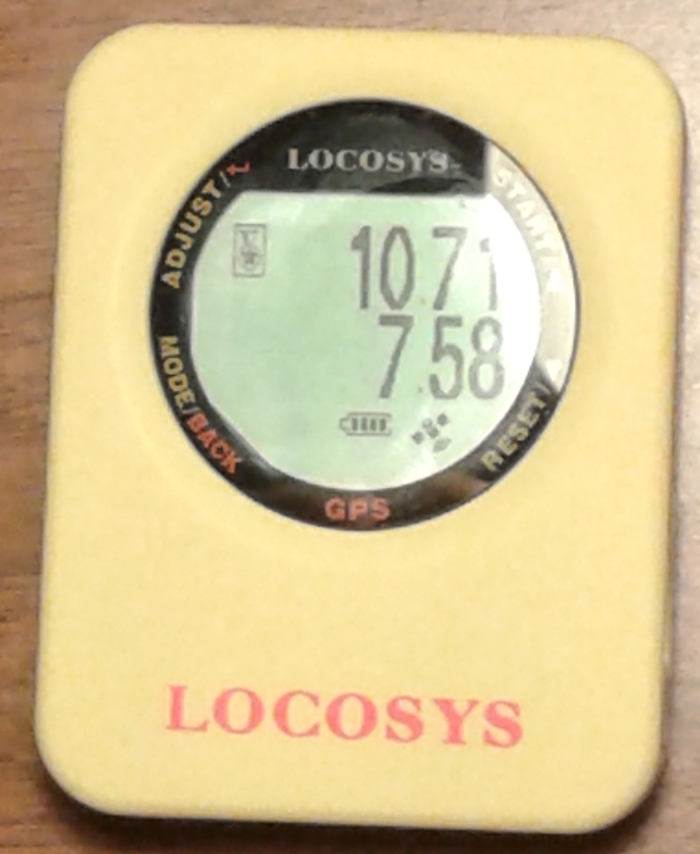 LOCOSYS
ADJUST/
START/
10.71
7.58
MODE/BACK
RESET/
GPS
LOCOSYS